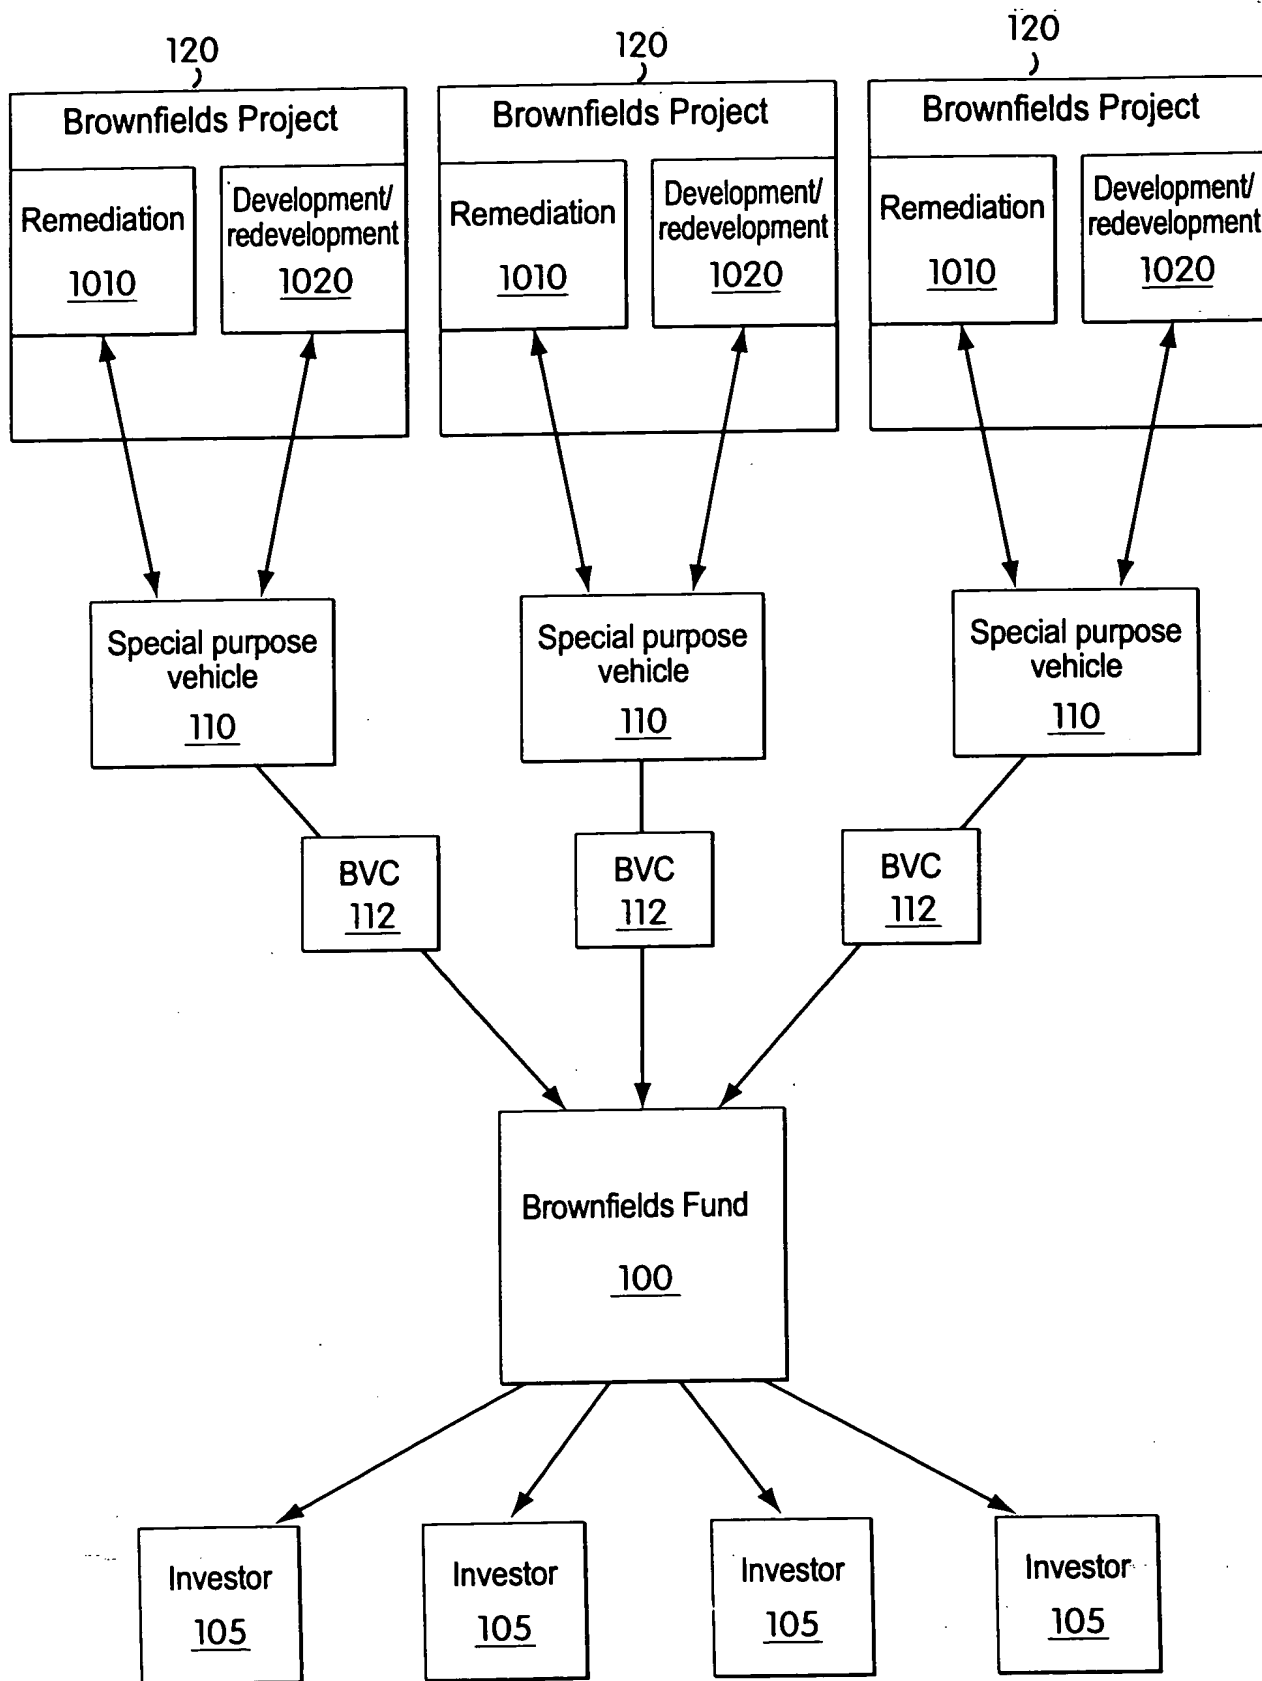 120
120
120
Brownfields Project
Brownfields Project
Brownfields Project
Remediation
1010
Development/
redevelopment
1020
Remediation
1010
Development/
redevelopment
1020
Remediation
1010
Development/
redevelopment
1020
Special purpose
vehicle
110
Special purpose
vehicle
110
Special purpose
vehicle
110
BVC
112
BVC
112
BVC
112
Brownfields Fund
100
Investor
105
Investor
105
Investor
105
Investor
105